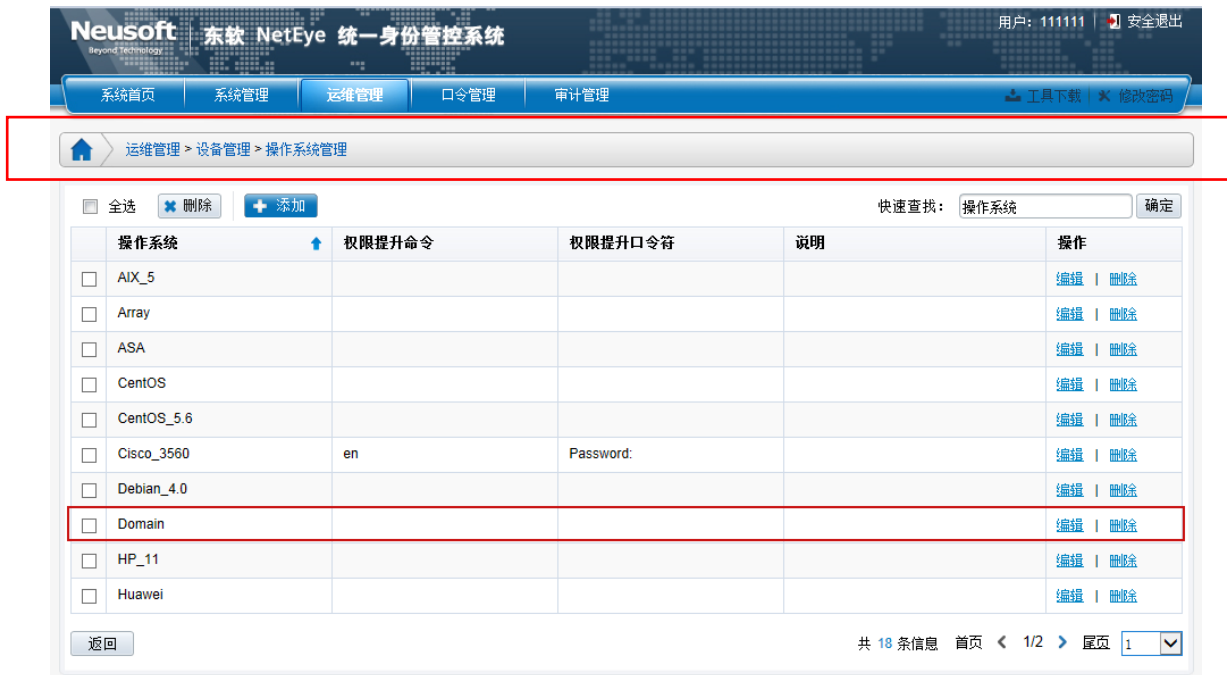 Neusoft 东软 NetEye 统一身份管控系统
Beyond Technology
用户: 111111 | 安全退出
系统首页 系统管理 运维管理 口令管理 审计管理 工具下载 修改密码
运维管理 > 设备管理 > 操作系统管理
全选 删除 添加 快速查找: 操作系统 确定
操作系统 权限提升命令 权限提升口令符 说明 操作
AIX_5 编辑 | 删除
Array 编辑 | 删除
ASA 编辑 | 删除
CentOS 编辑 | 删除
CentOS_5.6 编辑 | 删除
Cisco_3560 en Password: 编辑 | 删除
Debian_4.0 编辑 | 删除
Domain 编辑 | 删除
HP_11 编辑 | 删除
Huawei 编辑 | 删除
返回 共 18 条信息 首页 1/2 尾页 1